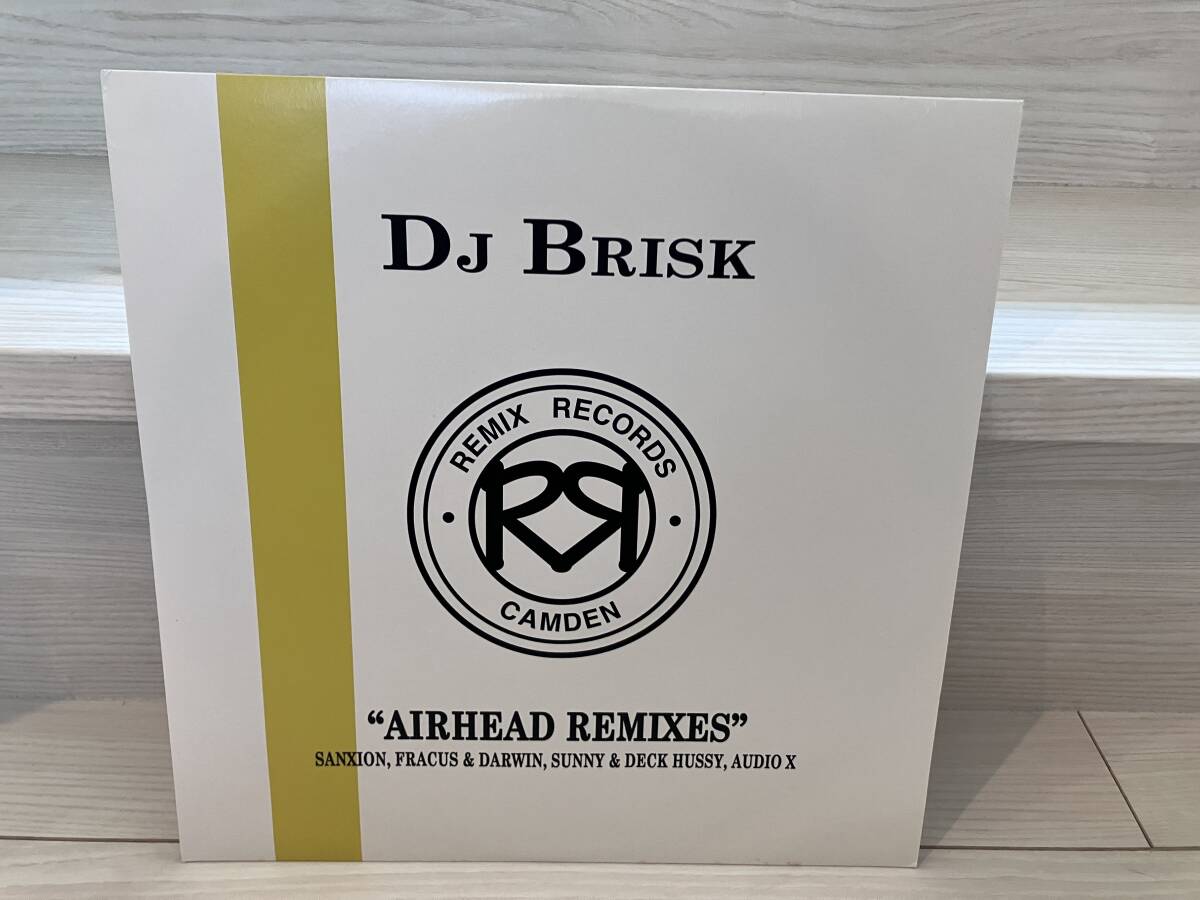 DJ BRISK
REMIX RECORDS
RR
CAMDEN
“AIRHEAD REMIXES”
SANXION, FRACUS & DARWIN, SUNNY & DECK HUSSY, AUDIO X